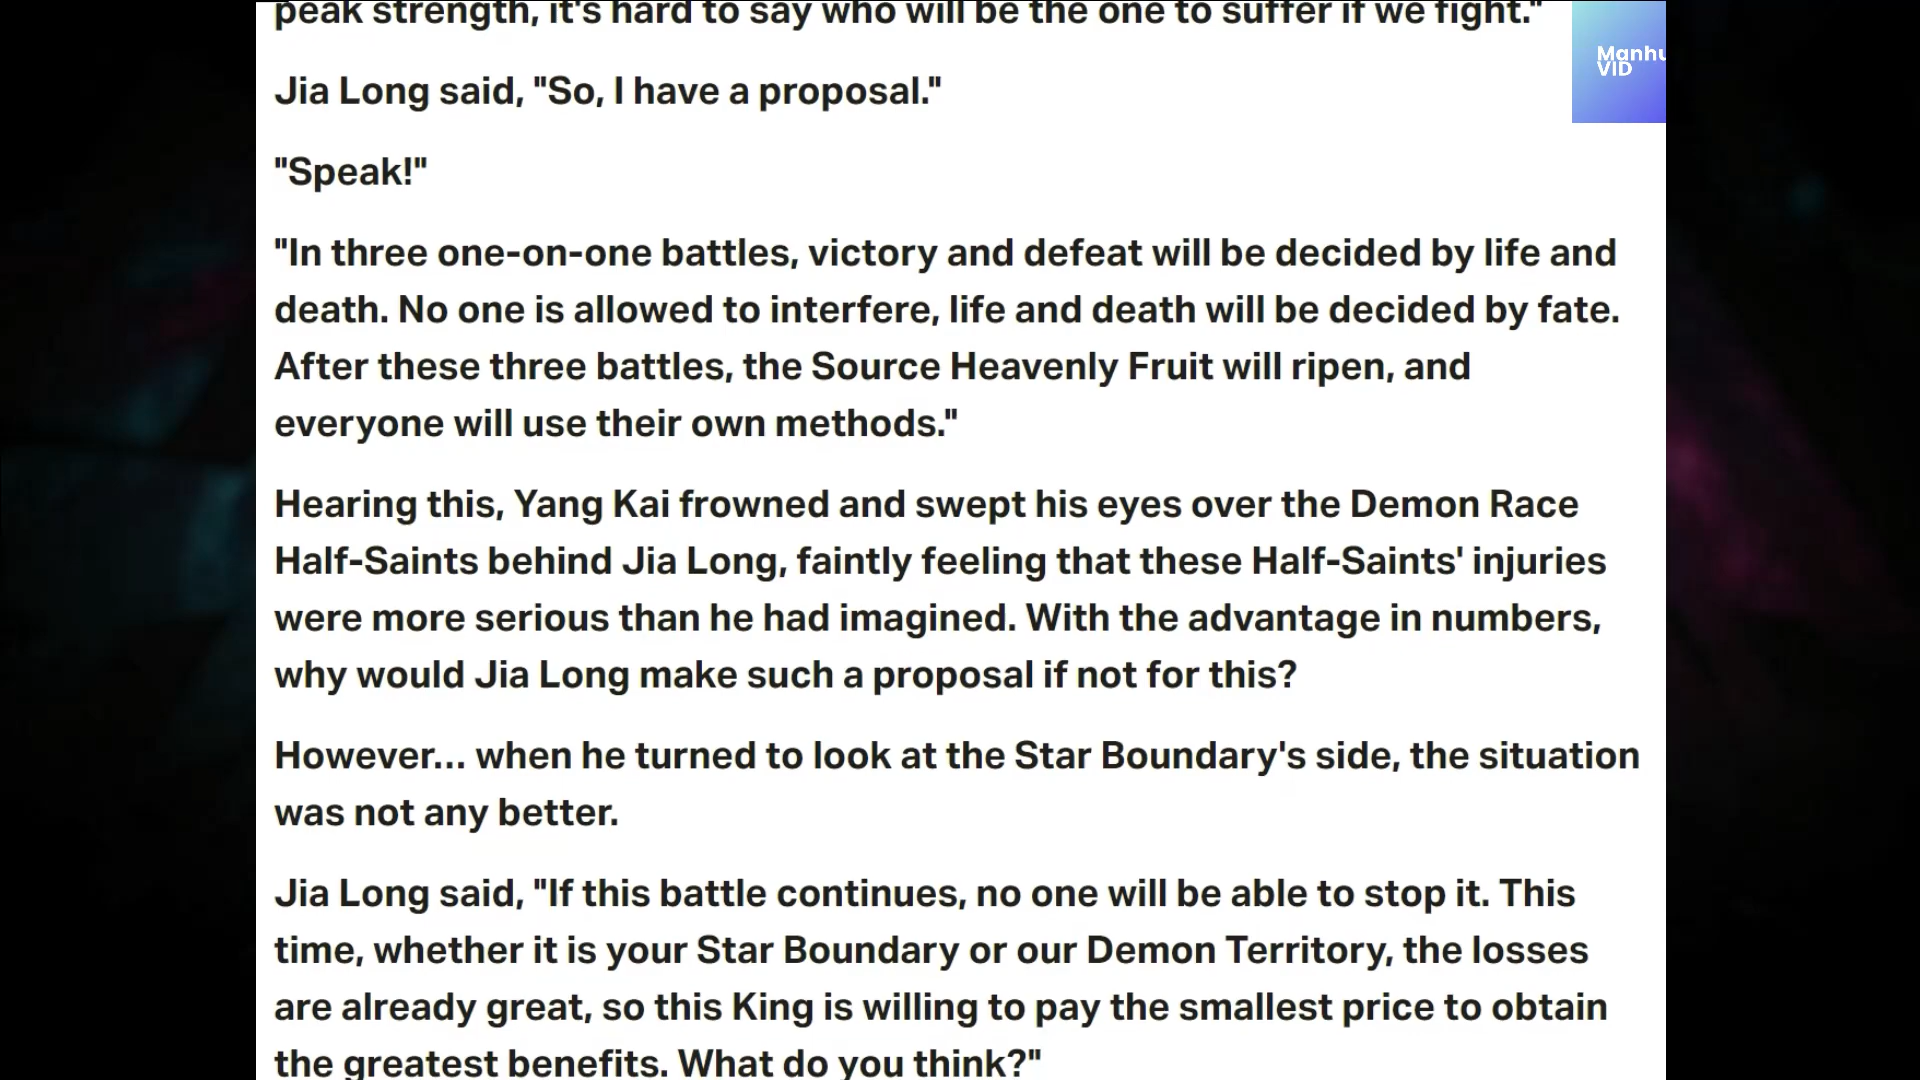 peak strength, it's hard to say who will be the one to suffer if we fight."
Manhu
VID
Jia Long said, "So, I have a proposal."
"Speak!"
"In three one-on-one battles, victory and defeat will be decided by life and
death. No one is allowed to interfere, life and death will be decided by fate.
After these three battles, the Source Heavenly Fruit will ripen, and
everyone will use their own methods."
Hearing this, Yang Kai frowned and swept his eyes over the Demon Race
Half-Saints behind Jia Long, faintly feeling that these Half-Saints' injuries
were more serious than he had imagined. With the advantage in numbers,
why would Jia Long make such a proposal if not for this?
However... when he turned to look at the Star Boundary's side, the situation
was not any better.
Jia Long said, "If this battle continues, no one will be able to stop it. This
time, whether it is your Star Boundary or our Demon Territory, the losses
are already great, so this King is willing to pay the smallest price to obtain
the greatest benefits. What do you think?"